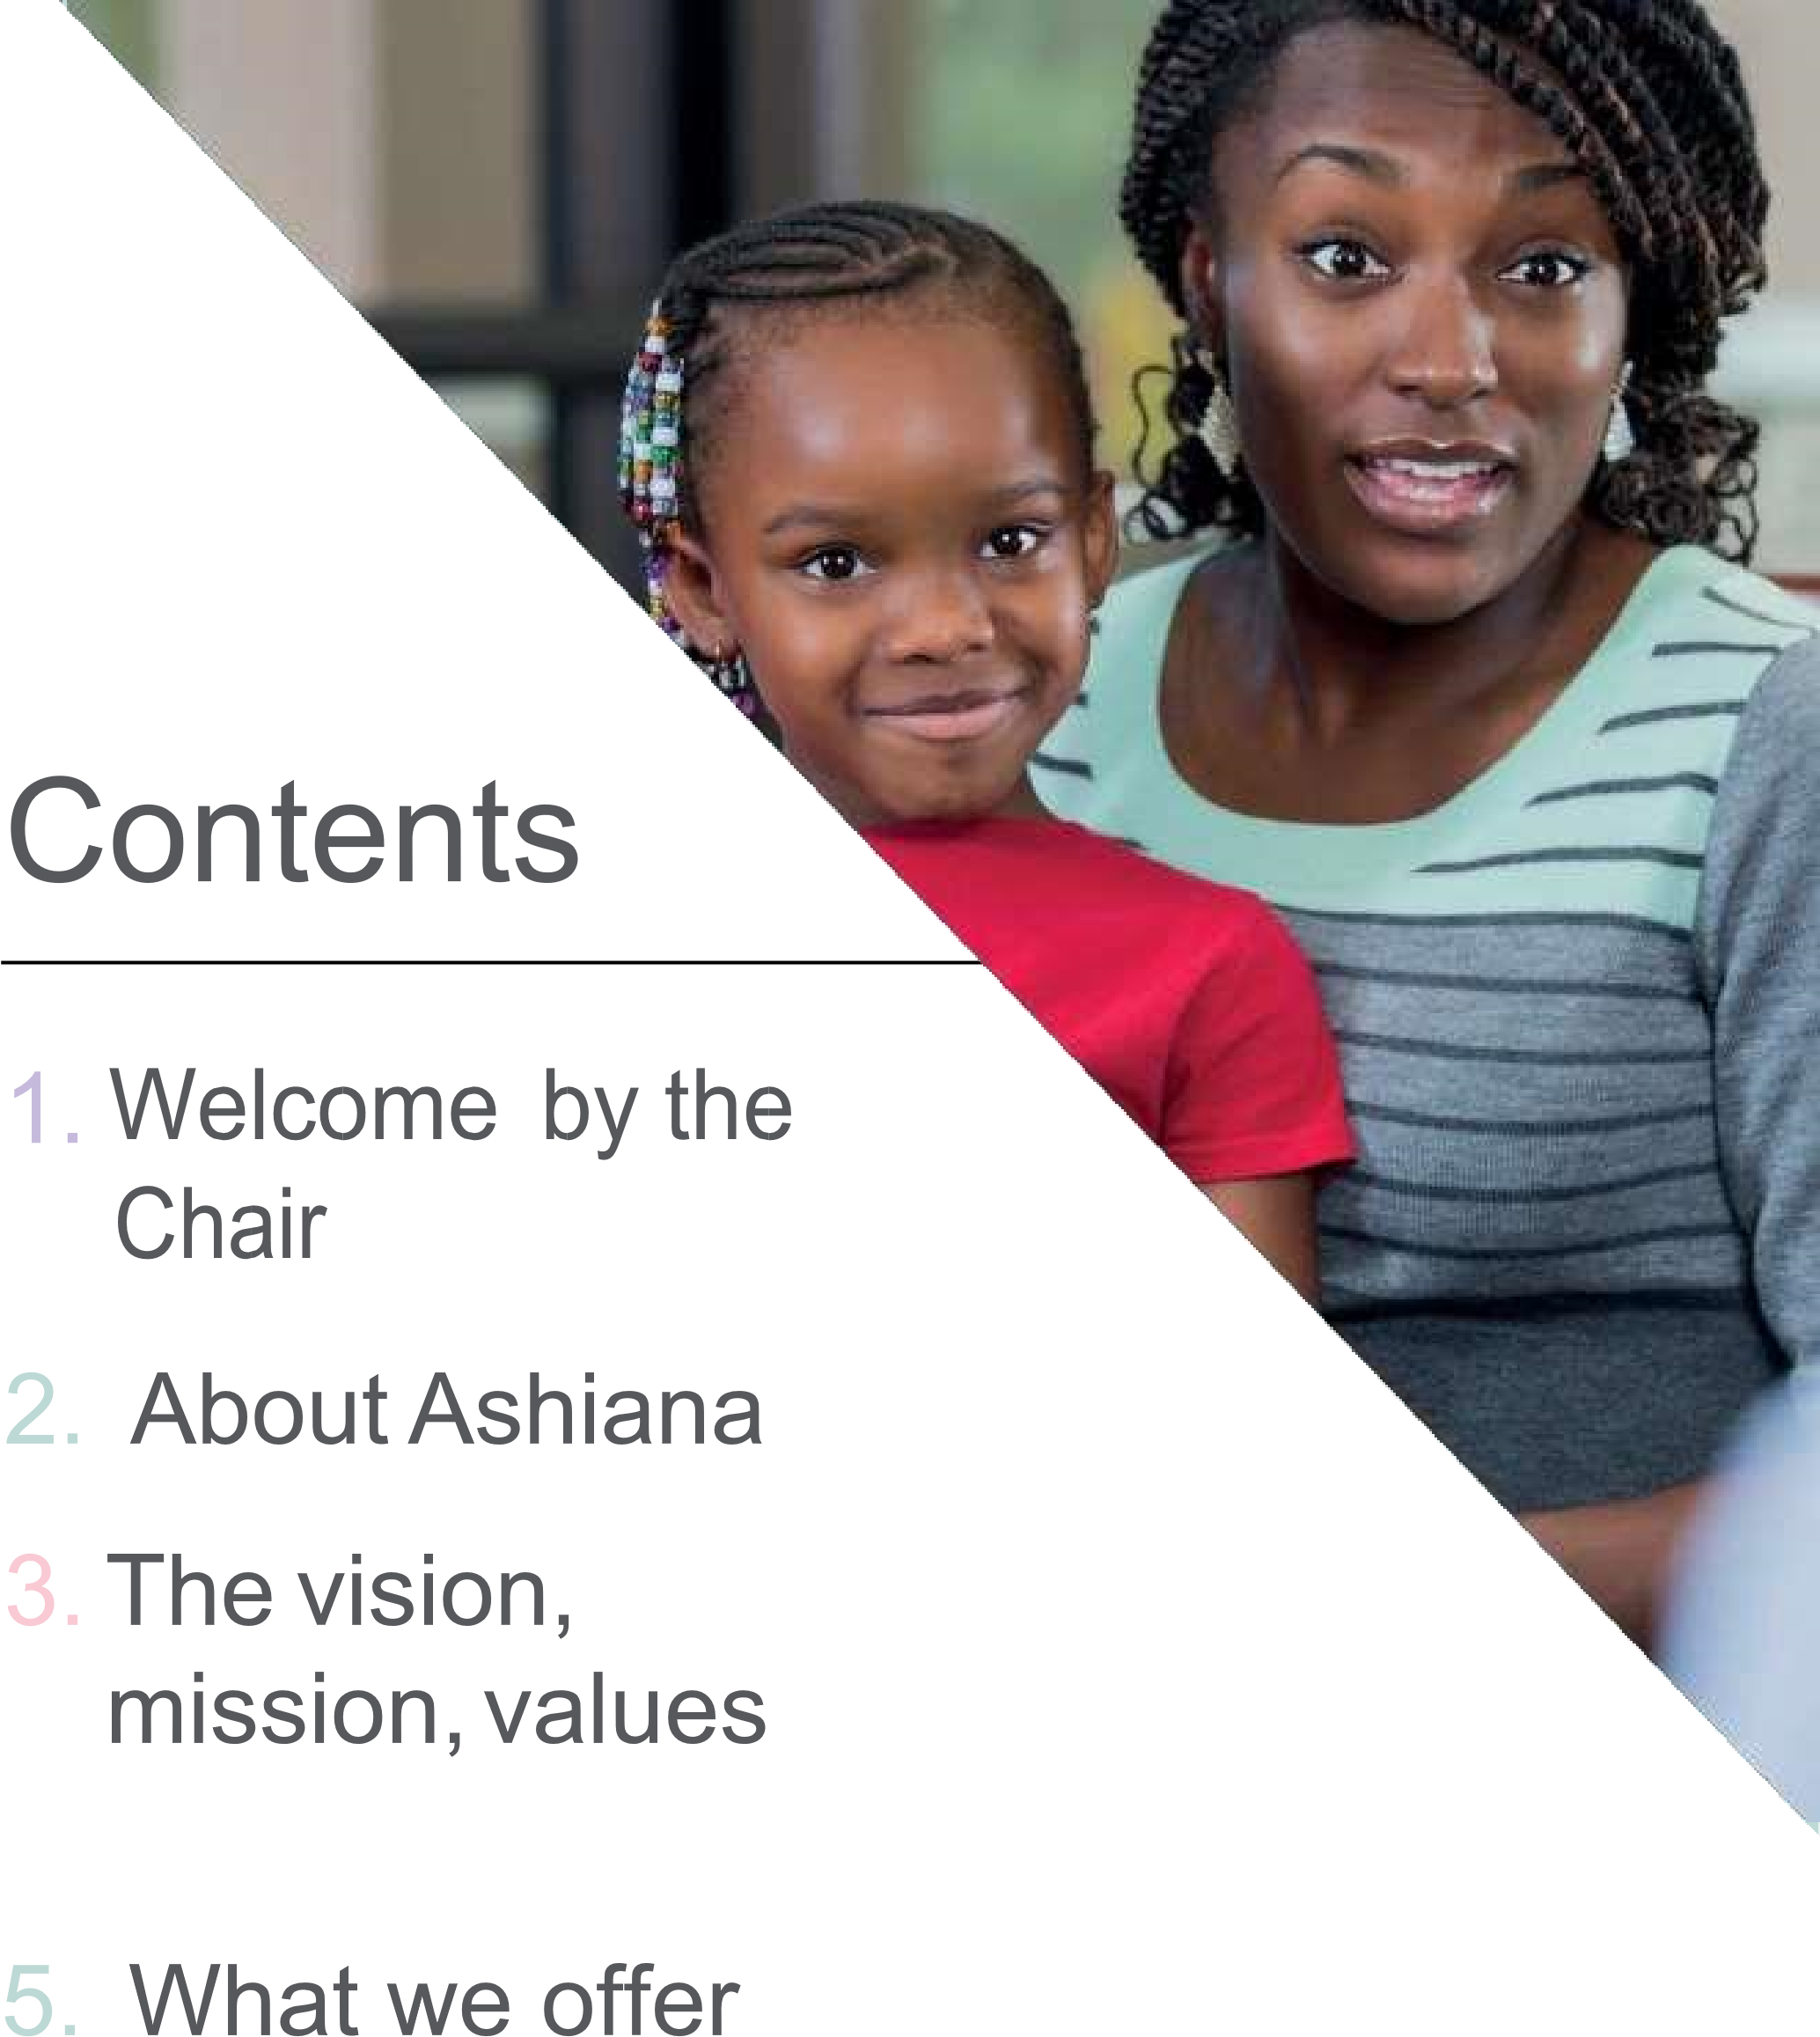 Contents
1. Welcome by the
Chair
2. About Ashiana
3. The vision,
mission, values
5. What we offer